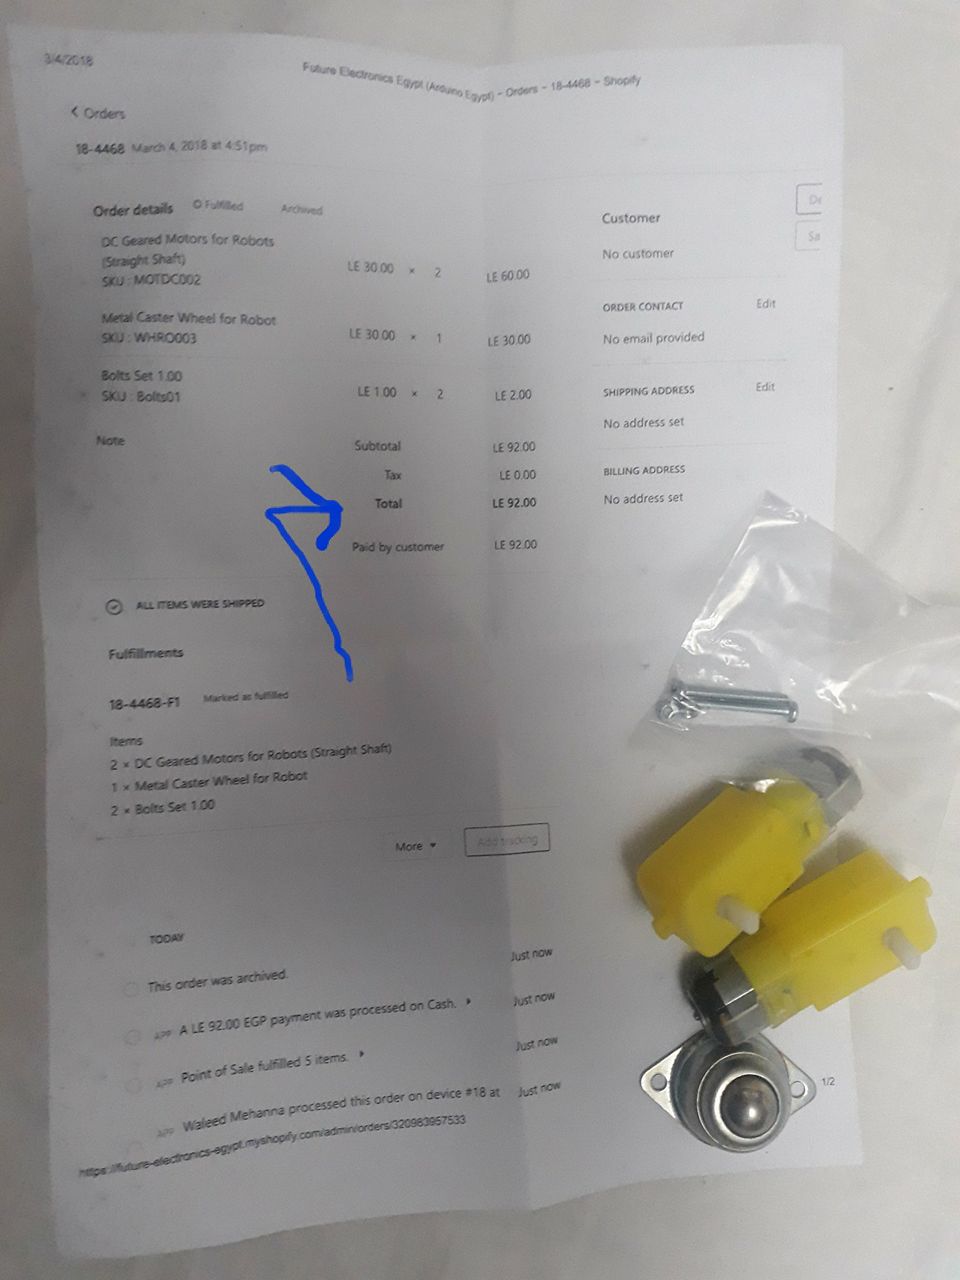 3/4/2018
Future Electronics Egypt (Arduino Egypt) - Orders - 18-4468 - Shopify
< Orders
18-4468 March 4, 2018 at 4:51pm
Order details Fulfilled Archived
DC Geared Motors for Robots
(Straight Shaft)
SKU : MOTDC002
LE 30.00 × 2 LE 60.00
Metal Caster Wheel for Robot
SKU : WHRO003
LE 30.00 × 1 LE 30.00
Bolts Set 1.00
SKU : Bolts01
LE 1.00 × 2 LE 2.00
Note
Subtotal LE 92.00
Tax LE 0.00
Total LE 92.00
Paid by customer LE 92.00
Customer
No customer
ORDER CONTACT Edit
No email provided
SHIPPING ADDRESS Edit
No address set
BILLING ADDRESS
No address set
ALL ITEMS WERE SHIPPED
Fulfillments
18-4468-F1 Marked as fulfilled
Items
2 × DC Geared Motors for Robots (Straight Shaft)
1 × Metal Caster Wheel for Robot
2 × Bolts Set 1.00
More Add tracking
TODAY
This order was archived. Just now
APP A LE 92.00 EGP payment was processed on Cash. Just now
APP Point of Sale fulfilled 5 items. Just now
APP Waleed Mehanna processed this order on device #18 at Just now
https://future-electronics-egypt.myshopify.com/admin/orders/320983957533
1/2